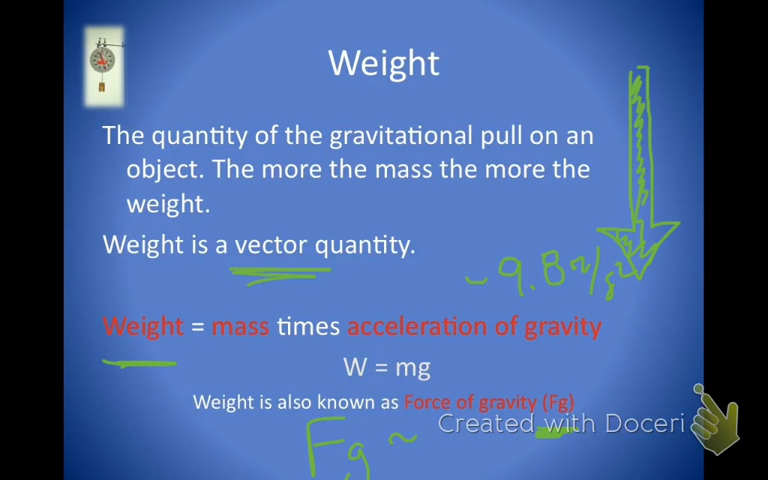 Weight
The quantity of the gravitational pull on an
object. The more the mass the more the
weight.
Weight is a vector quantity.
- 9.8 m/s²
Weight = mass times acceleration of gravity
W = mg
Weight is also known as Force of gravity (Fg)
Created with Doceri
Fg ~